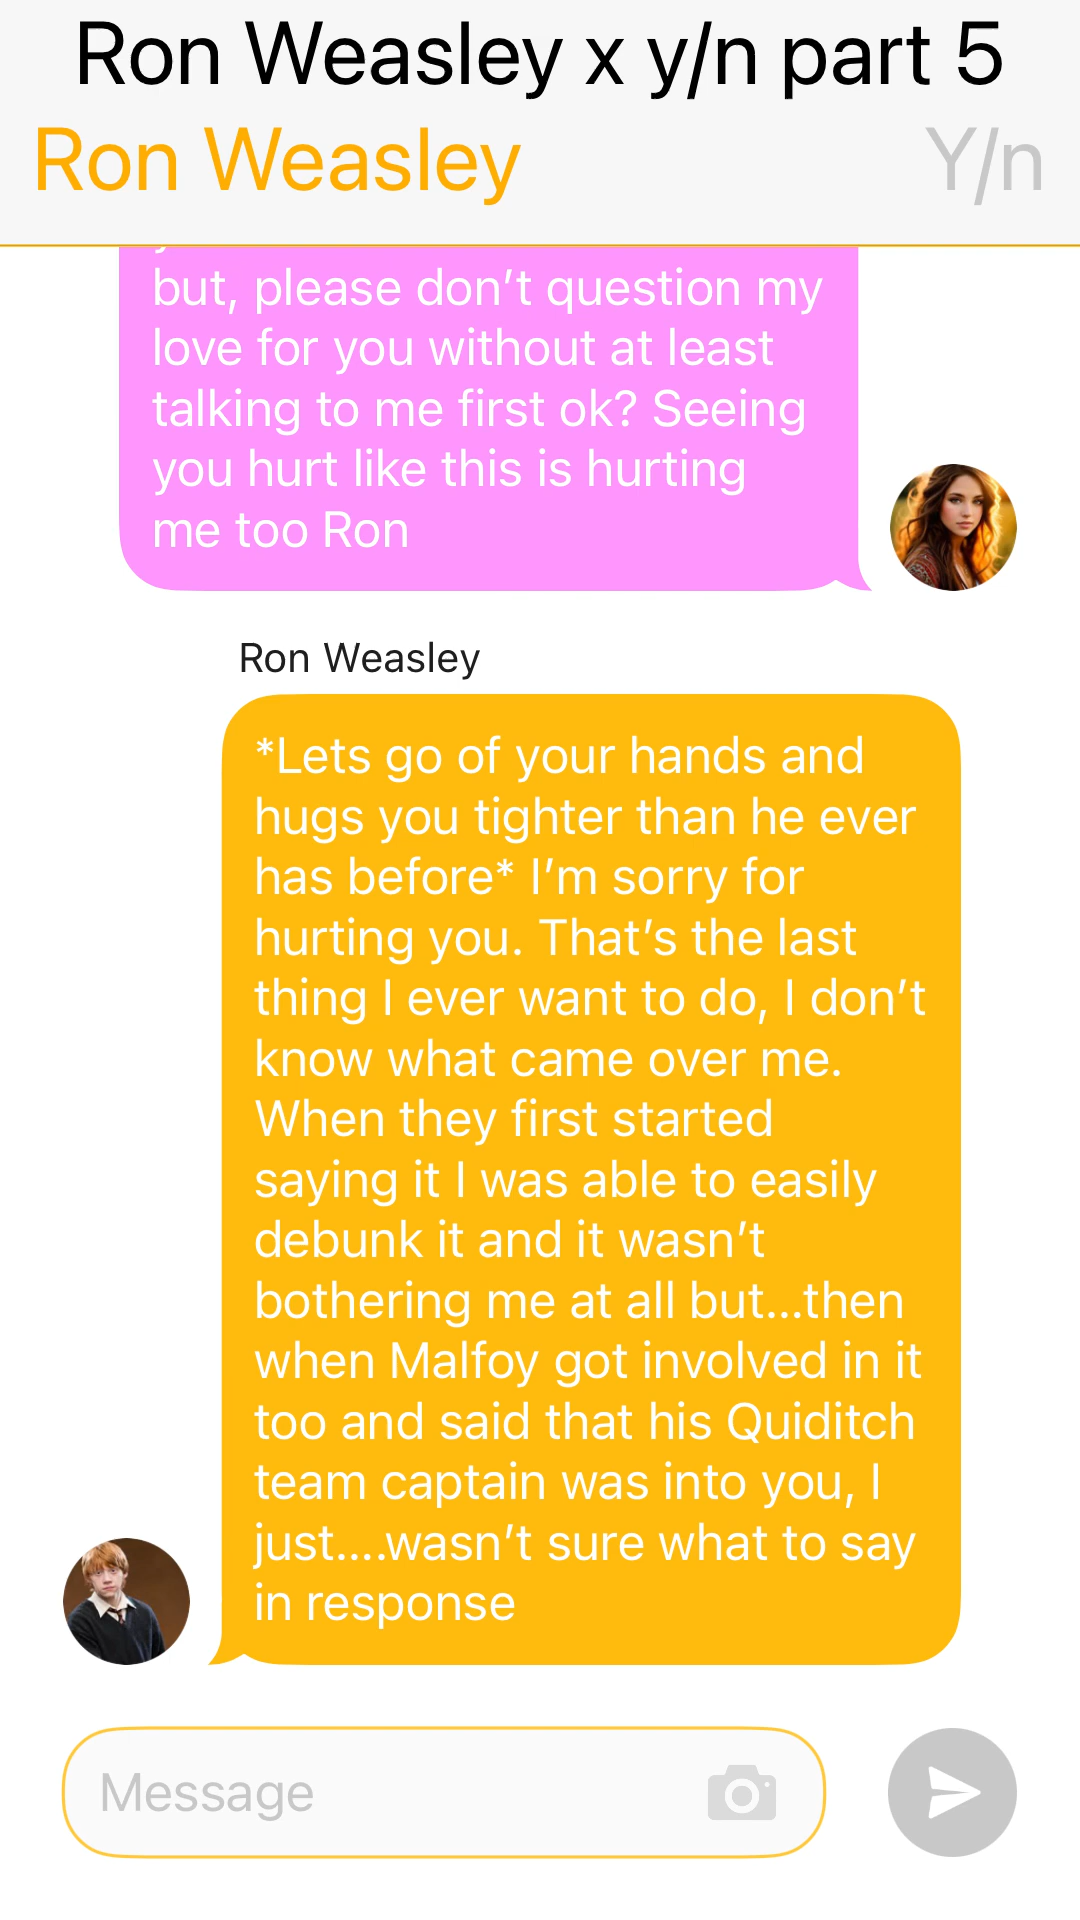 Ron Weasley x y/n part 5
Ron Weasley
Y/n
but, please don’t question my
love for you without at least
talking to me first ok? Seeing
you hurt like this is hurting
me too Ron
Ron Weasley
*Lets go of your hands and
hugs you tighter than he ever
has before* I’m sorry for
hurting you. That’s the last
thing I ever want to do, I don’t
know what came over me.
When they first started
saying it I was able to easily
debunk it and it wasn’t
bothering me at all but...then
when Malfoy got involved in it
too and said that his Quiditch
team captain was into you, I
just....wasn’t sure what to say
in response
Message